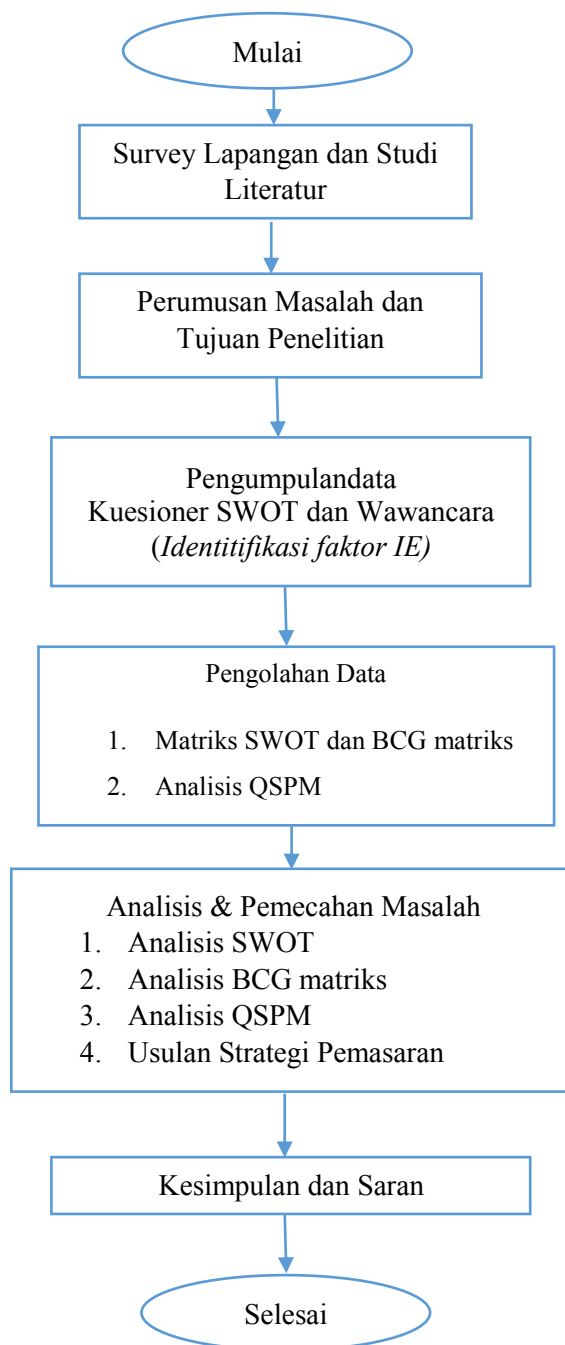 Mulai
Survey Lapangan dan Studi
Literatur
Perumusan Masalah dan
Tujuan Penelitian
Pengumpulandata
Kuesioner SWOT dan Wawancara
(Identitifikasi faktor IE)
Pengolahan Data
1. Matriks SWOT dan BCG matriks
2. Analisis QSPM
Analisis & Pemecahan Masalah
1. Analisis SWOT
2. Analisis BCG matriks
3. Analisis QSPM
4. Usulan Strategi Pemasaran
Kesimpulan dan Saran
Selesai